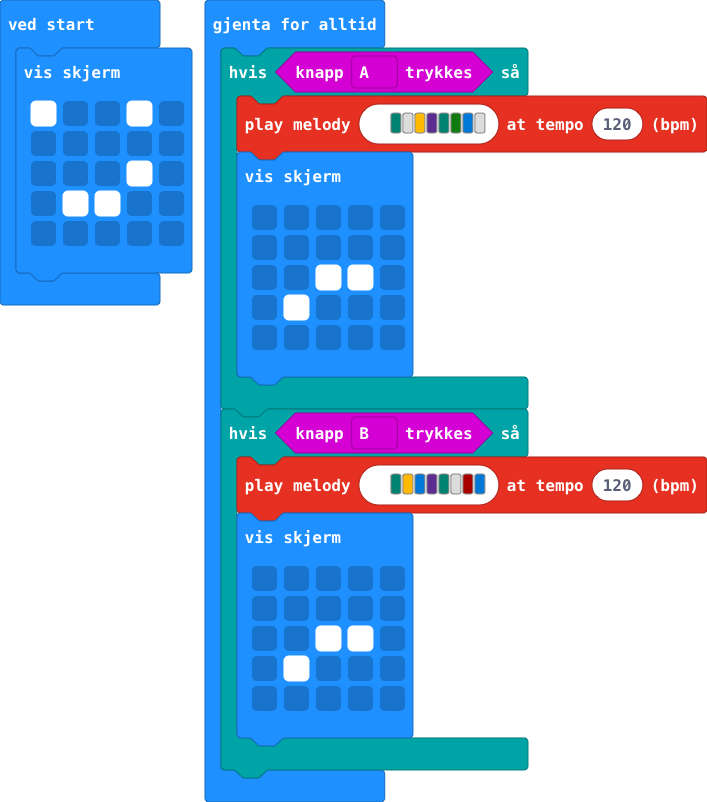 ved start
vis skjerm
gjenta for alltid
hvis knapp A trykkes så
play melody at tempo 120 (bpm)
vis skjerm
hvis knapp B trykkes så
play melody at tempo 120 (bpm)
vis skjerm